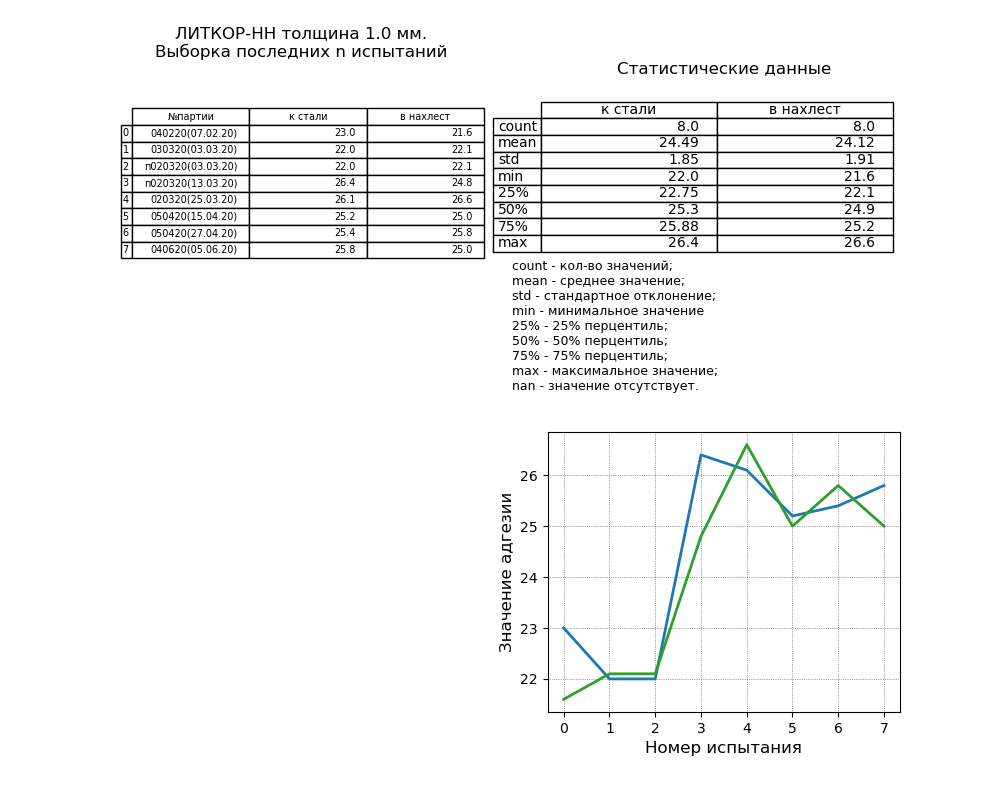 ЛИТКОР-НН толщина 1.0 мм.
Выборка последних n испытаний
№партии к стали в нахлест
0 040220(07.02.20) 23.0 21.6
1 030320(03.03.20) 22.0 22.1
2 п020320(03.03.20) 22.0 22.1
3 п020320(13.03.20) 26.4 24.8
4 020320(25.03.20) 26.1 26.6
5 050420(15.04.20) 25.2 25.0
6 050420(27.04.20) 25.4 25.8
7 040620(05.06.20) 25.8 25.0
Статистические данные
к стали в нахлест
count 8.0 8.0
mean 24.49 24.12
std 1.85 1.91
min 22.0 21.6
25% 22.75 22.1
50% 25.3 24.9
75% 25.88 25.2
max 26.4 26.6
count - кол-во значений;
mean - среднее значение;
std - стандартное отклонение;
min - минимальное значение
25% - 25% перцентиль;
50% - 50% перцентиль;
75% - 75% перцентиль;
max - максимальное значение;
nan - значение отсутствует.
Значение адгезии
26
25
24
23
22
0 1 2 3 4 5 6 7
Номер испытания